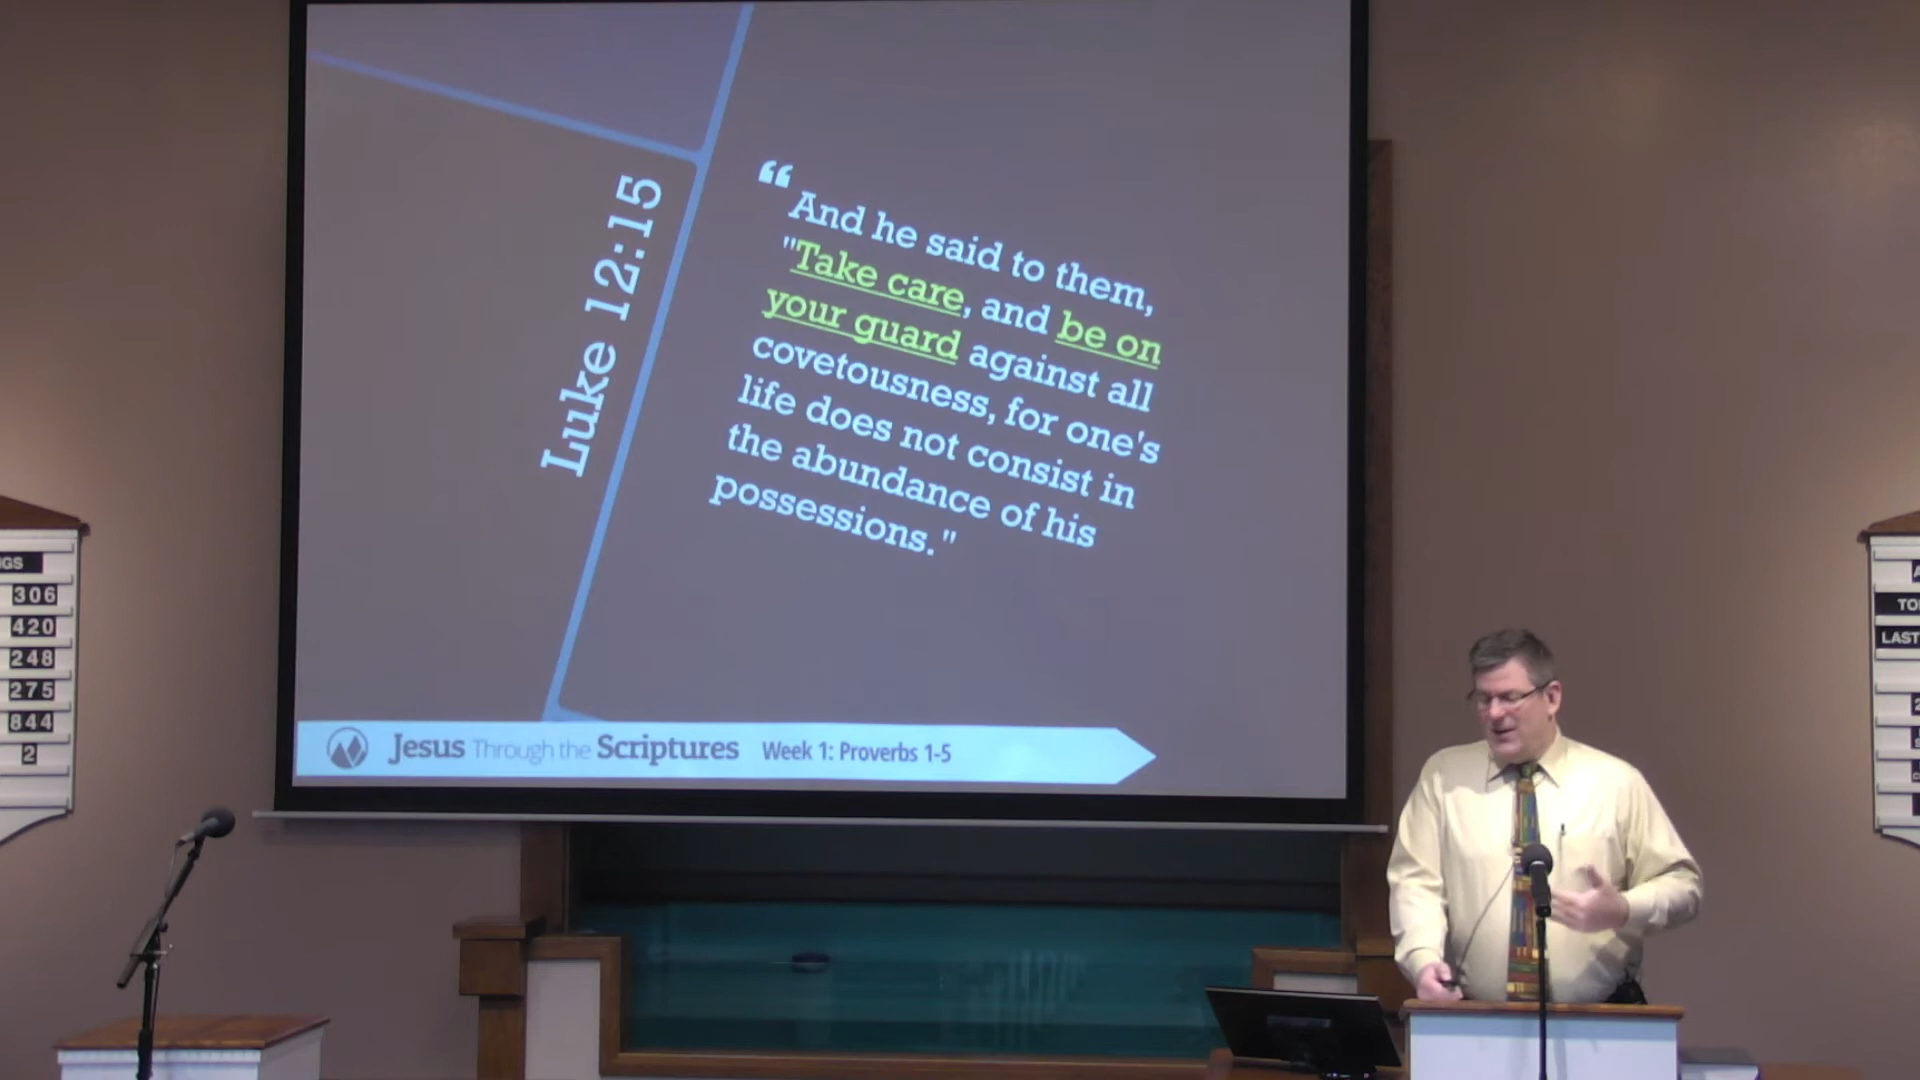 Luke 12:15
“
And he said to them,
"Take care, and be on
your guard against all
covetousness, for one's
life does not consist in
the abundance of his
possessions."
Jesus Through the Scriptures Week 1: Proverbs 1-5
GS
306
420
248
275
844
2
LAST